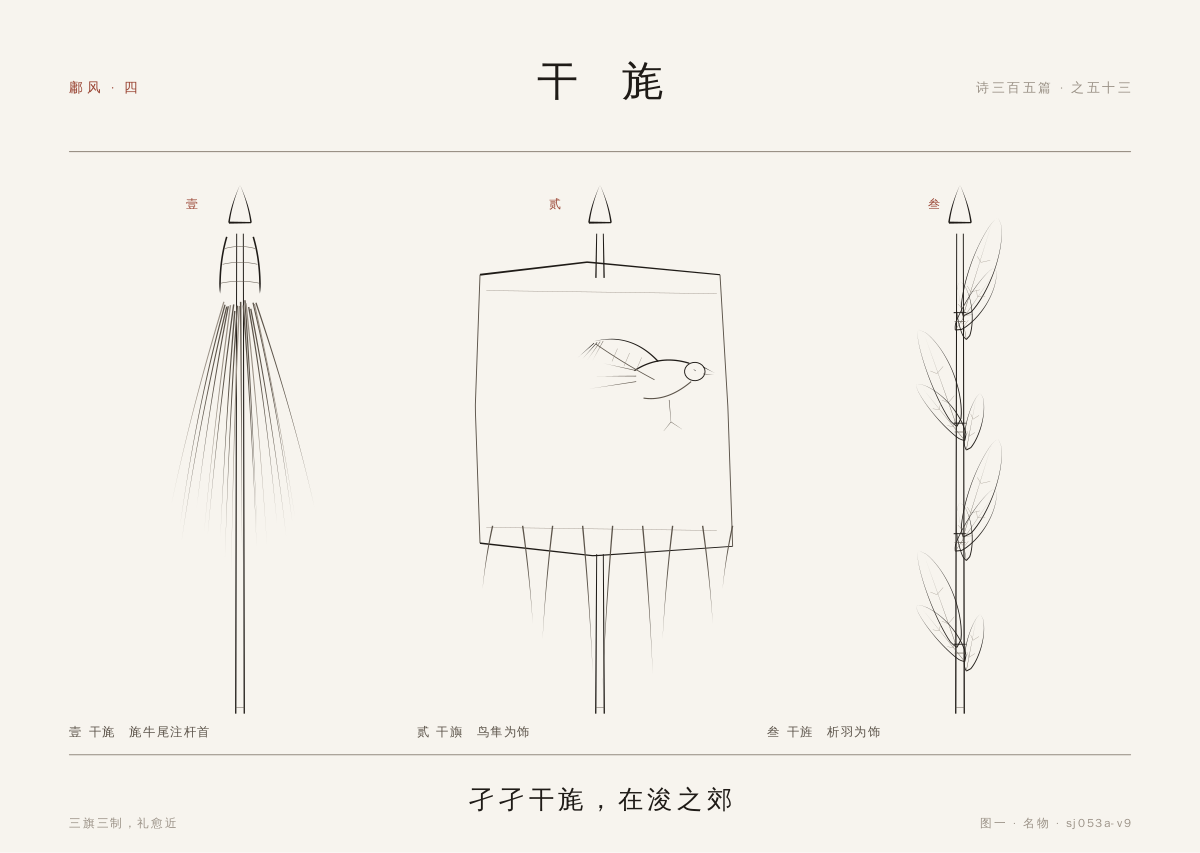 鄘风 · 四
干旄
诗三百五篇 · 之五十三
壹
贰
叁
壹 干旄 旄牛尾注杆首
贰 干旟 鸟隼为饰
叁 干旌 析羽为饰
孑孑干旄，在浚之郊
三旗三制，礼愈近
图一 · 名物 · sj053a-v9